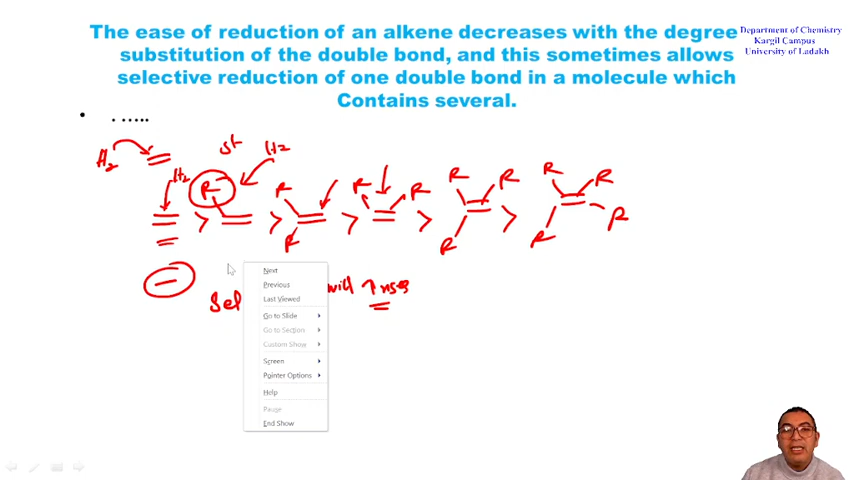 The ease of reduction of an alkene decreases with the degree
substitution of the double bond, and this sometimes allows
selective reduction of one double bond in a molecule which
Contains several.
Department of Chemistry
Kargil Campus
University of Ladakh
• . …..
H2 St H2
H2 R R R R R R R R
> > > > >
R R R R
Sel will ↑
Next
Previous
Last Viewed
Go to Slide
Go to Section
Custom Show
Screen
Pointer Options
Help
Pause
End Show